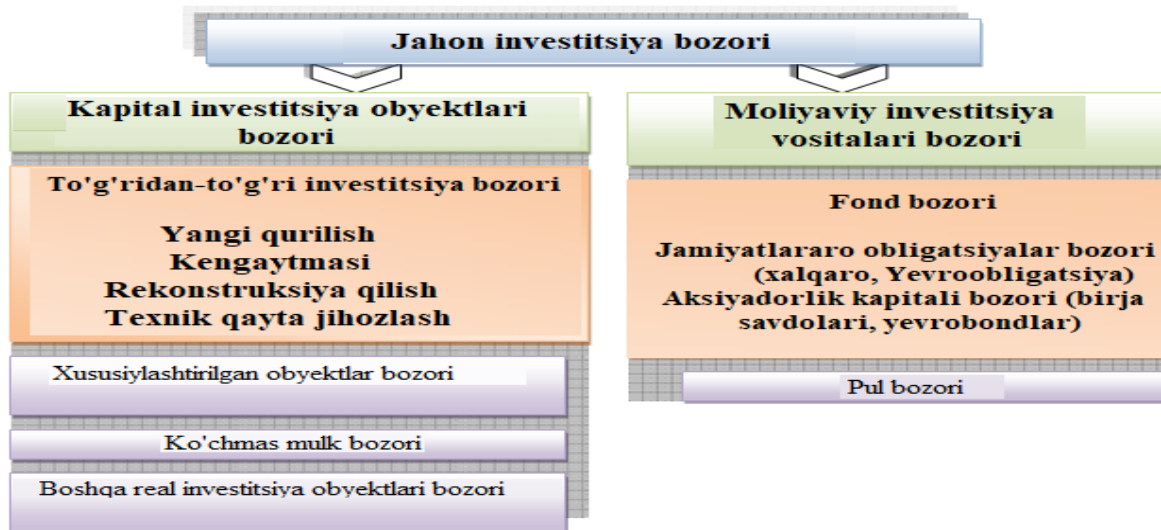 Jahon investitsiya bozori
Kapital investitsiya obyektlari
bozori
To'g'ridan-to'g'ri investitsiya bozori
Yangi qurilish
Kengaytmasi
Rekonstruksiya qilish
Texnik qayta jihozlash
Xususiylashtirilgan obyektlar bozori
Ko'chmas mulk bozori
Boshqa real investitsiya obyektlari bozori
Moliyaviy investitsiya
vositalari bozori
Fond bozori
Jamiyatlararo obligatsiyalar bozori
(xalqaro, Yevroobligatsiya)
Aksiyadorlik kapitali bozori (birja
savdolari, yevrobondlar)
Pul bozori